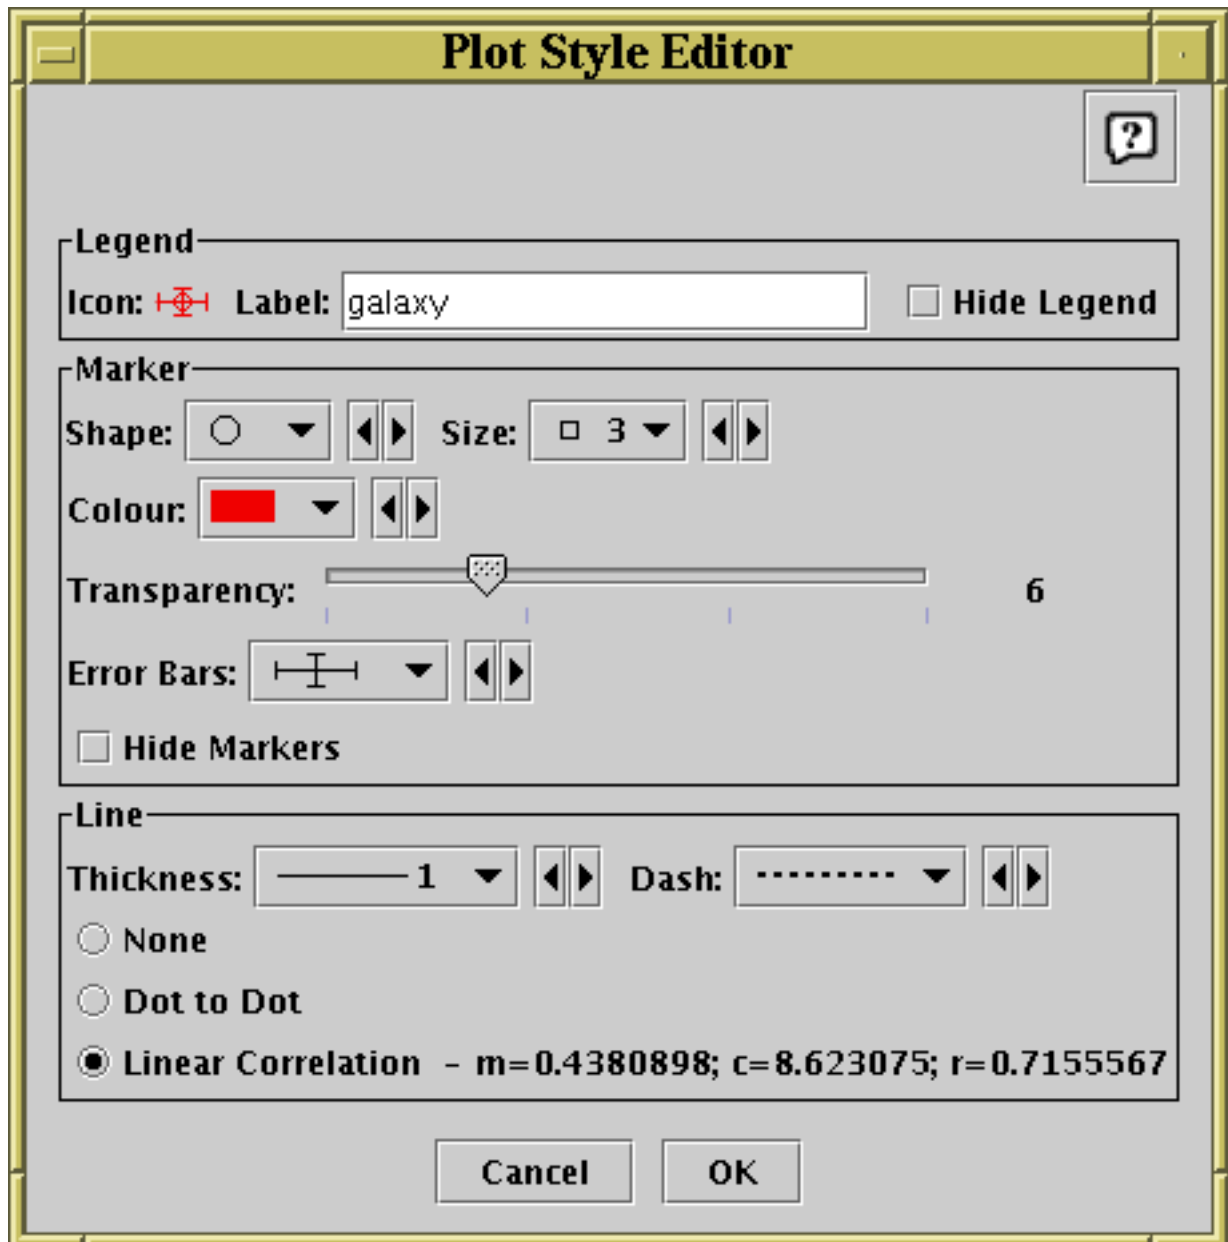 Plot Style Editor
?
Legend
Icon: Label: galaxy Hide Legend
Marker
Shape: Size: 3
Colour:
Transparency: 6
Error Bars:
Hide Markers
Line
Thickness: 1 Dash:
None
Dot to Dot
Linear Correlation - m=0.4380898; c=8.623075; r=0.7155567
Cancel OK